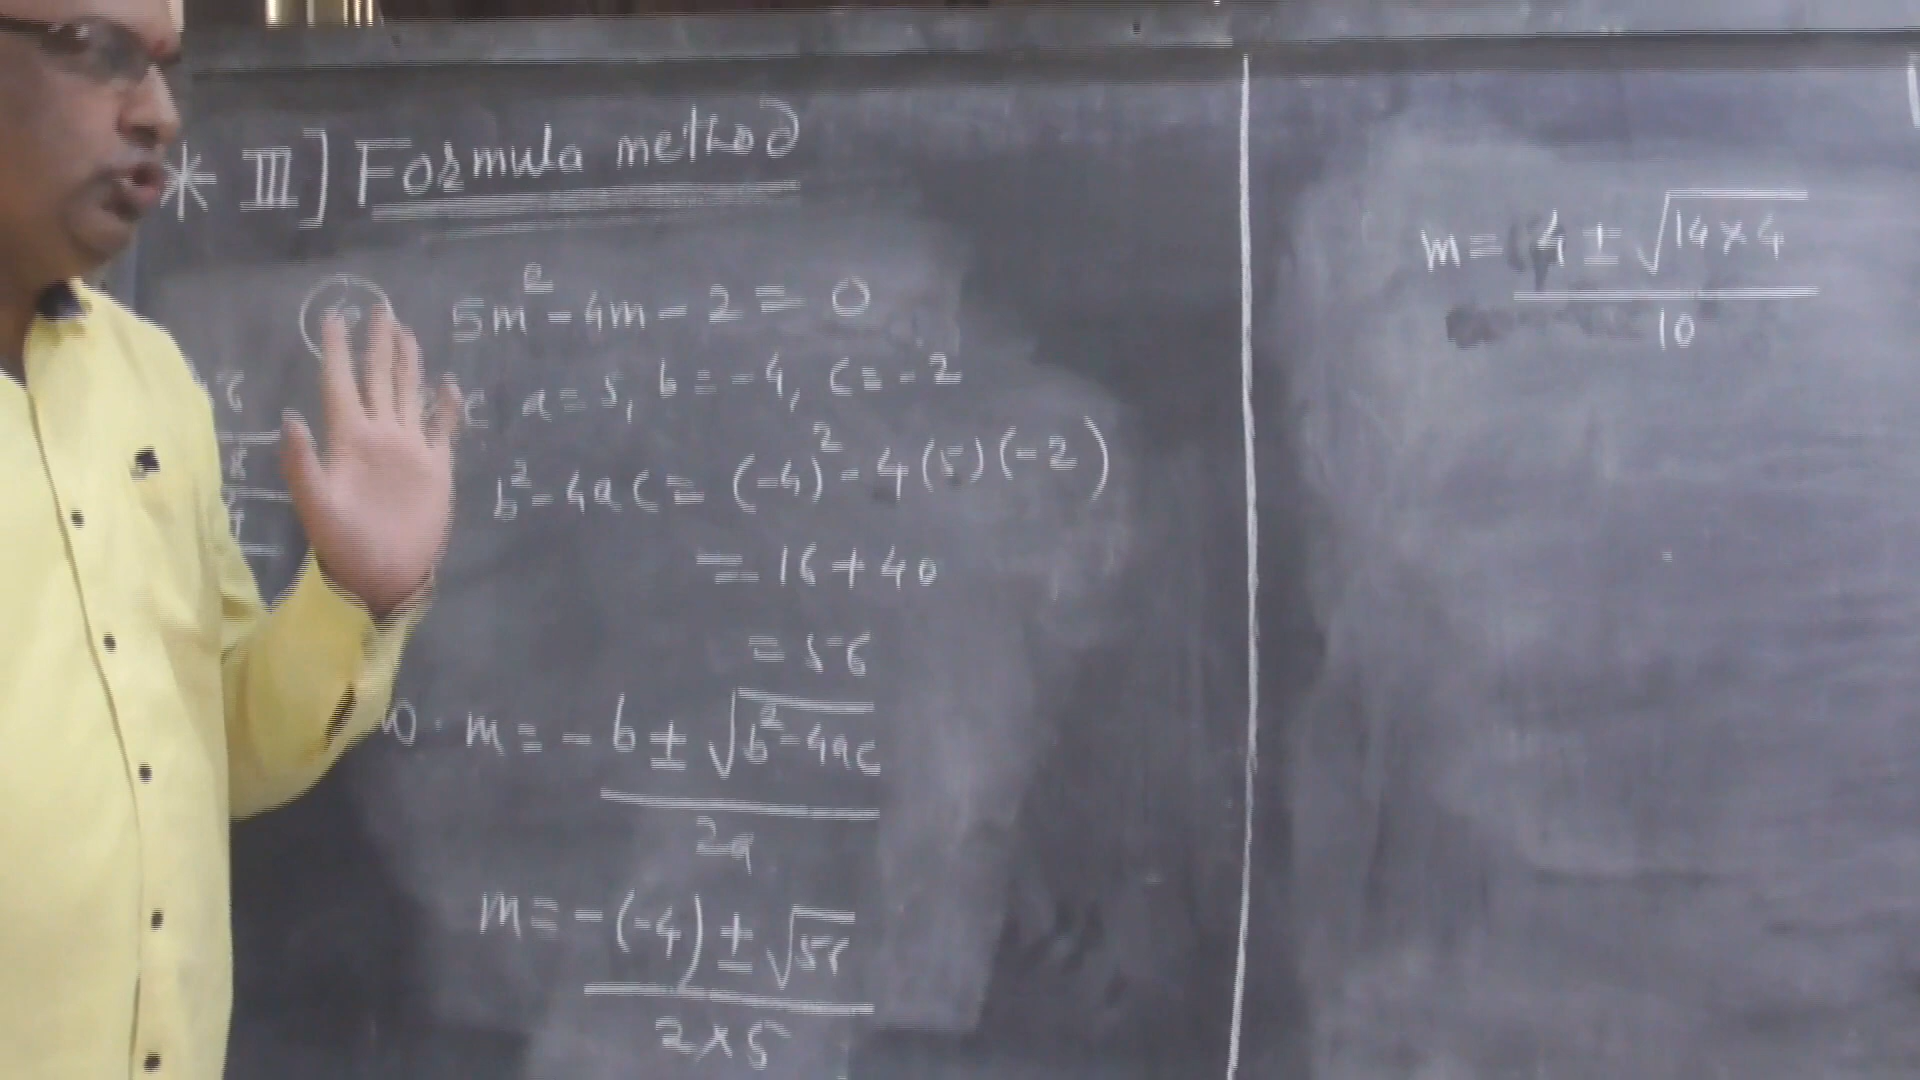 * III] Formula method
5m² - 4m - 2 = 0
a = 5, b = -4, c = -2
b² - 4ac = (-4)² - 4(5)(-2)
= 16 + 40
= 56
m = -b ± √b² - 4ac
2a
m = -(-4) ± √56
2 × 5
m = 4 ± √14 × 4
10